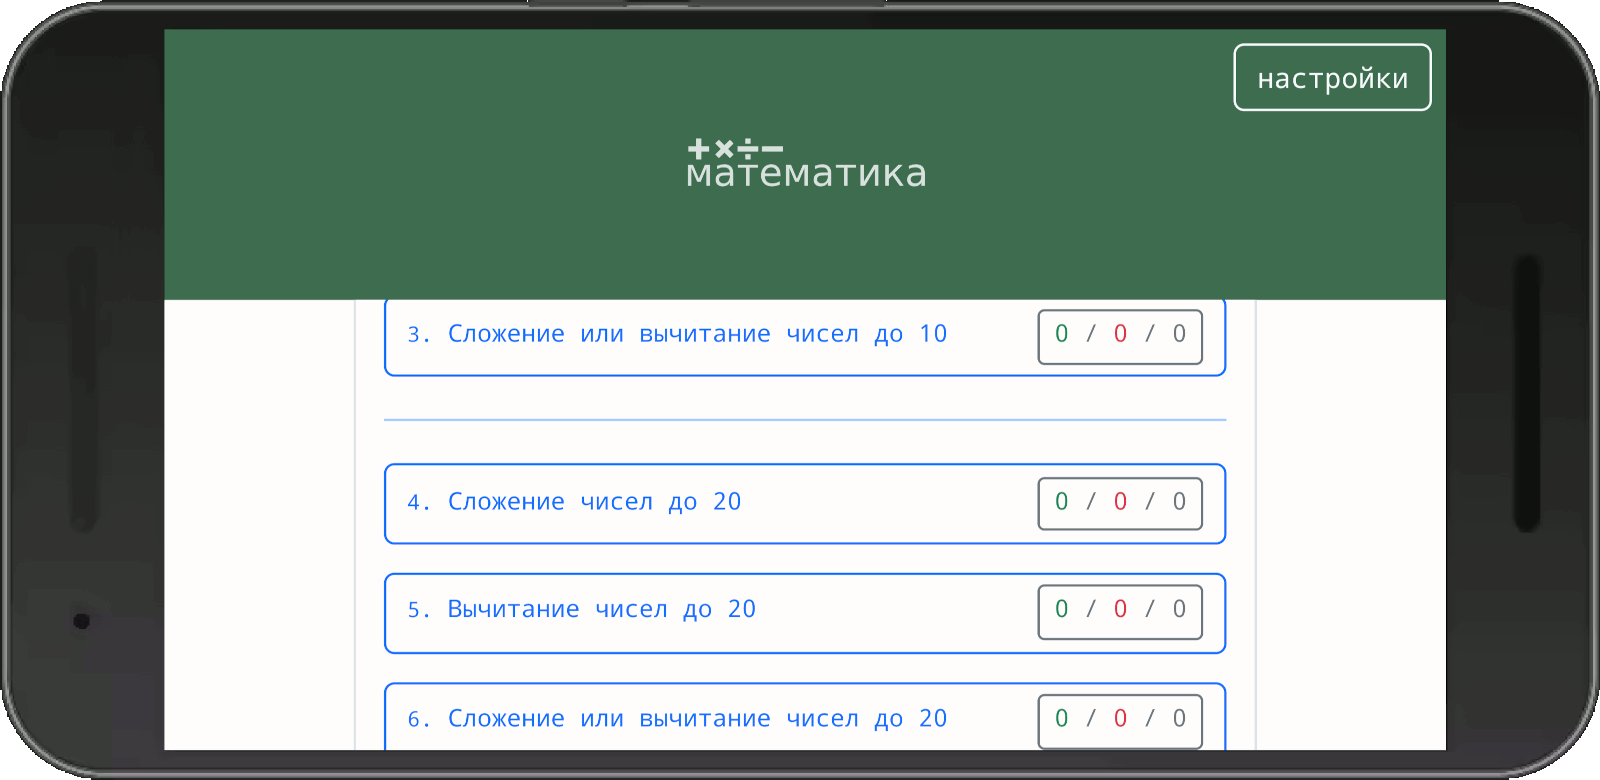 настройки
+×÷−
математика
3. Сложение или вычитание чисел до 10 0 / 0 / 0
4. Сложение чисел до 20 0 / 0 / 0
5. Вычитание чисел до 20 0 / 0 / 0
6. Сложение или вычитание чисел до 20 0 / 0 / 0